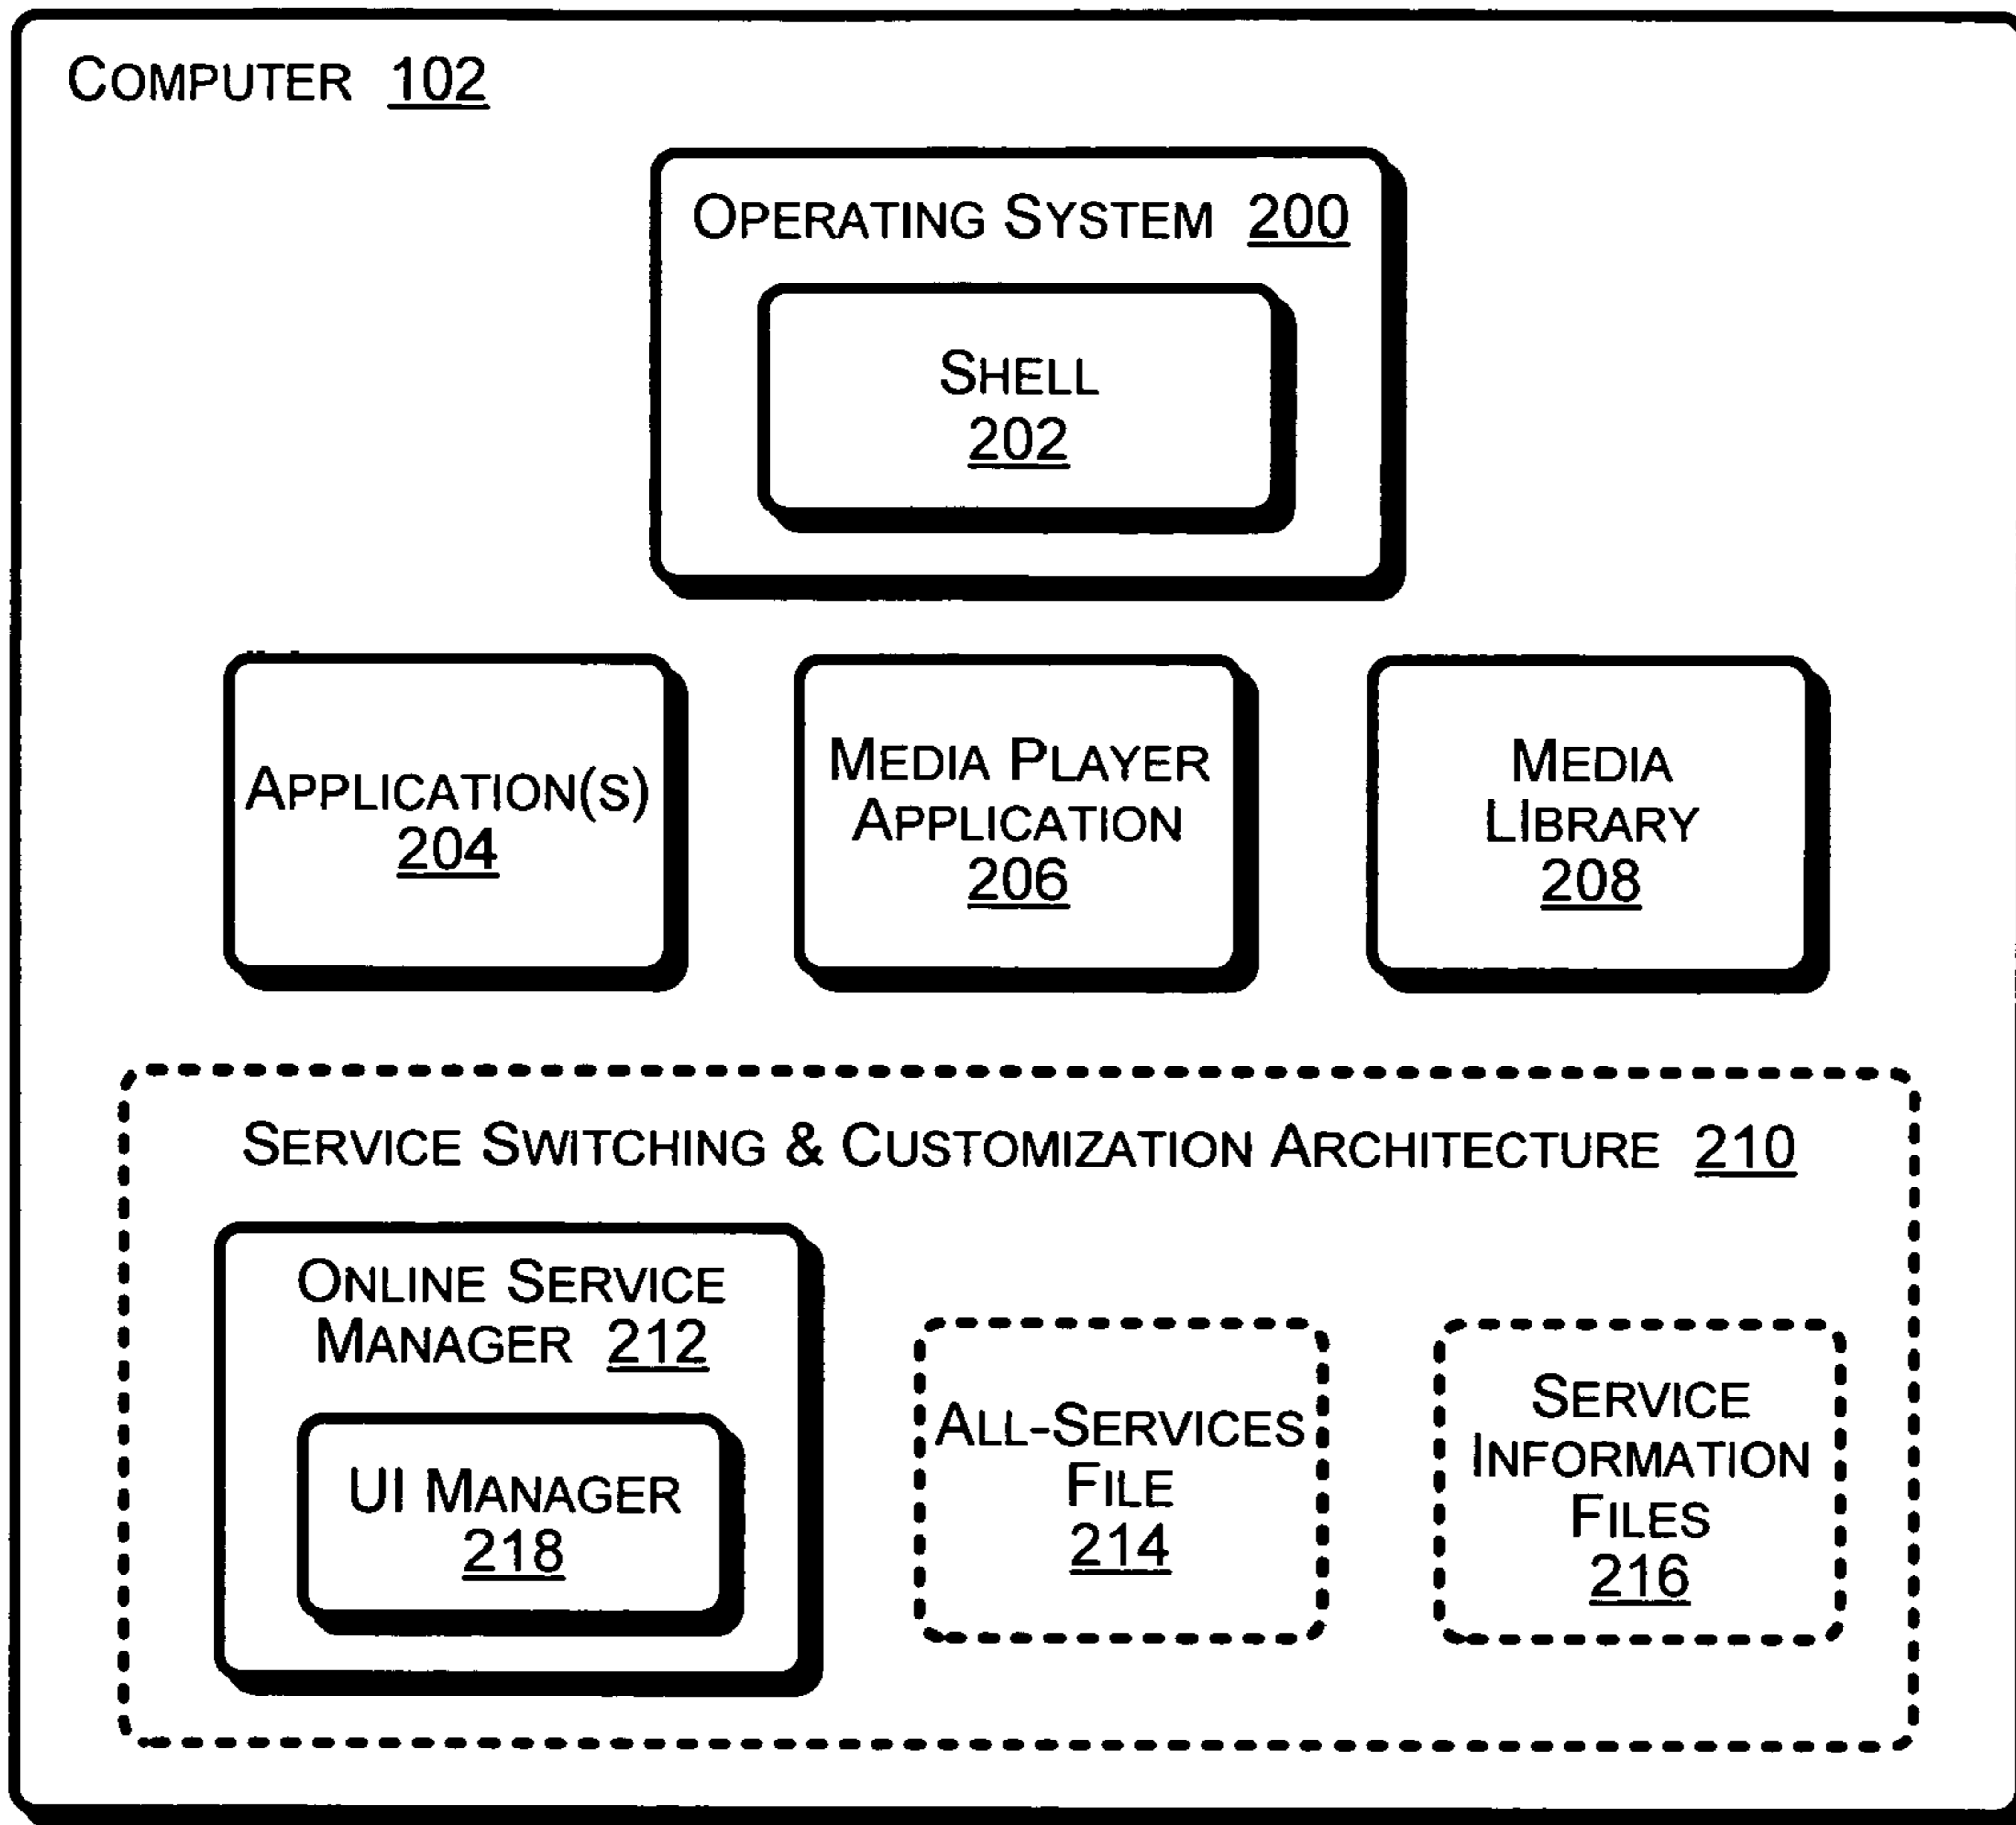 COMPUTER 102
OPERATING SYSTEM 200
SHELL
202
APPLICATION(S)
204
MEDIA PLAYER
APPLICATION
206
MEDIA
LIBRARY
208
SERVICE SWITCHING & CUSTOMIZATION ARCHITECTURE 210
ONLINE SERVICE
MANAGER 212
UI MANAGER
218
ALL-SERVICES
FILE
214
SERVICE
INFORMATION
FILES
216